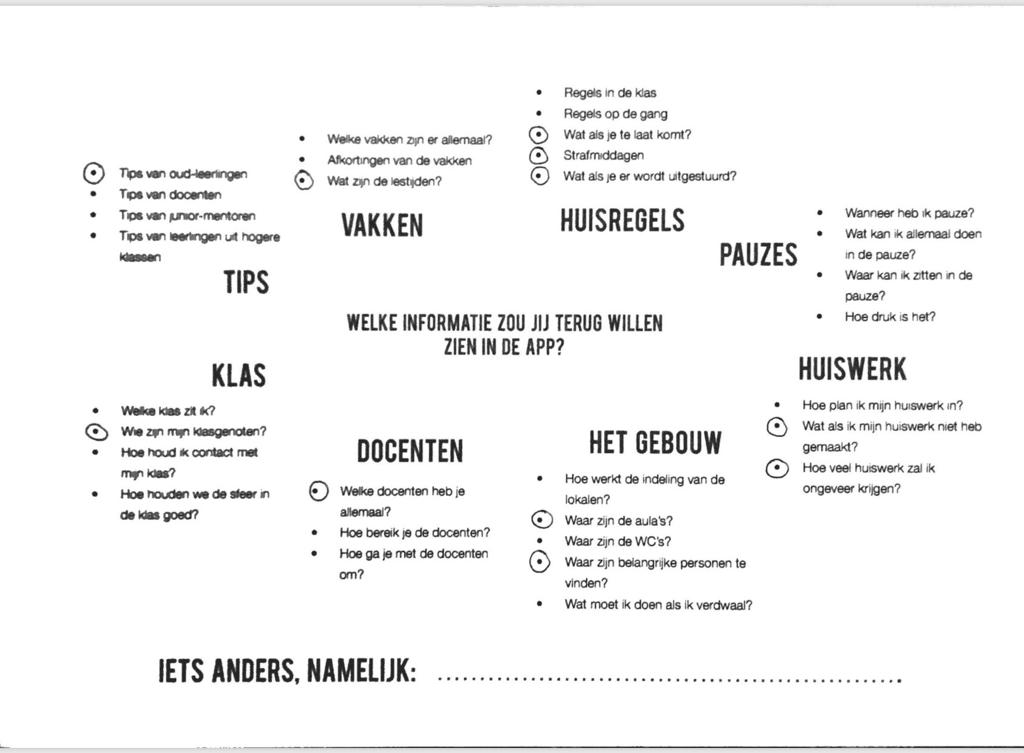 • Regels in de klas
• Regels op de gang
• Wat als je te laat komt?
• Strafmiddagen
• Wat als je er wordt uitgestuurd?
HUISREGELS
• Welke vakken zijn er allemaal?
• Afkortingen van de vakken
• Wat zijn de lestijden?
VAKKEN
• Tips van oud-leerlingen
• Tips van docenten
• Tips van junior-mentoren
• Tips van leerlingen uit hogere
klassen
TIPS
PAUZES
• Wanneer heb ik pauze?
• Wat kan ik allemaal doen
in de pauze?
• Waar kan ik zitten in de
pauze?
• Hoe druk is het?
WELKE INFORMATIE ZOU JIJ TERUG WILLEN
ZIEN IN DE APP?
KLAS
• Welke klas zit ik?
• Wie zijn mijn klasgenoten?
• Hoe houd ik contact met
mijn klas?
• Hoe houden we de sfeer in
de klas goed?
DOCENTEN
• Welke docenten heb je
allemaal?
• Hoe bereik je de docenten?
• Hoe ga je met de docenten
om?
HET GEBOUW
• Hoe werkt de indeling van de
lokalen?
• Waar zijn de aula's?
• Waar zijn de WC's?
• Waar zijn belangrijke personen te
vinden?
• Wat moet ik doen als ik verdwaal?
HUISWERK
• Hoe plan ik mijn huiswerk in?
• Wat als ik mijn huiswerk niet heb
gemaakt?
• Hoe veel huiswerk zal ik
ongeveer krijgen?
IETS ANDERS, NAMELIJK: ......................................................